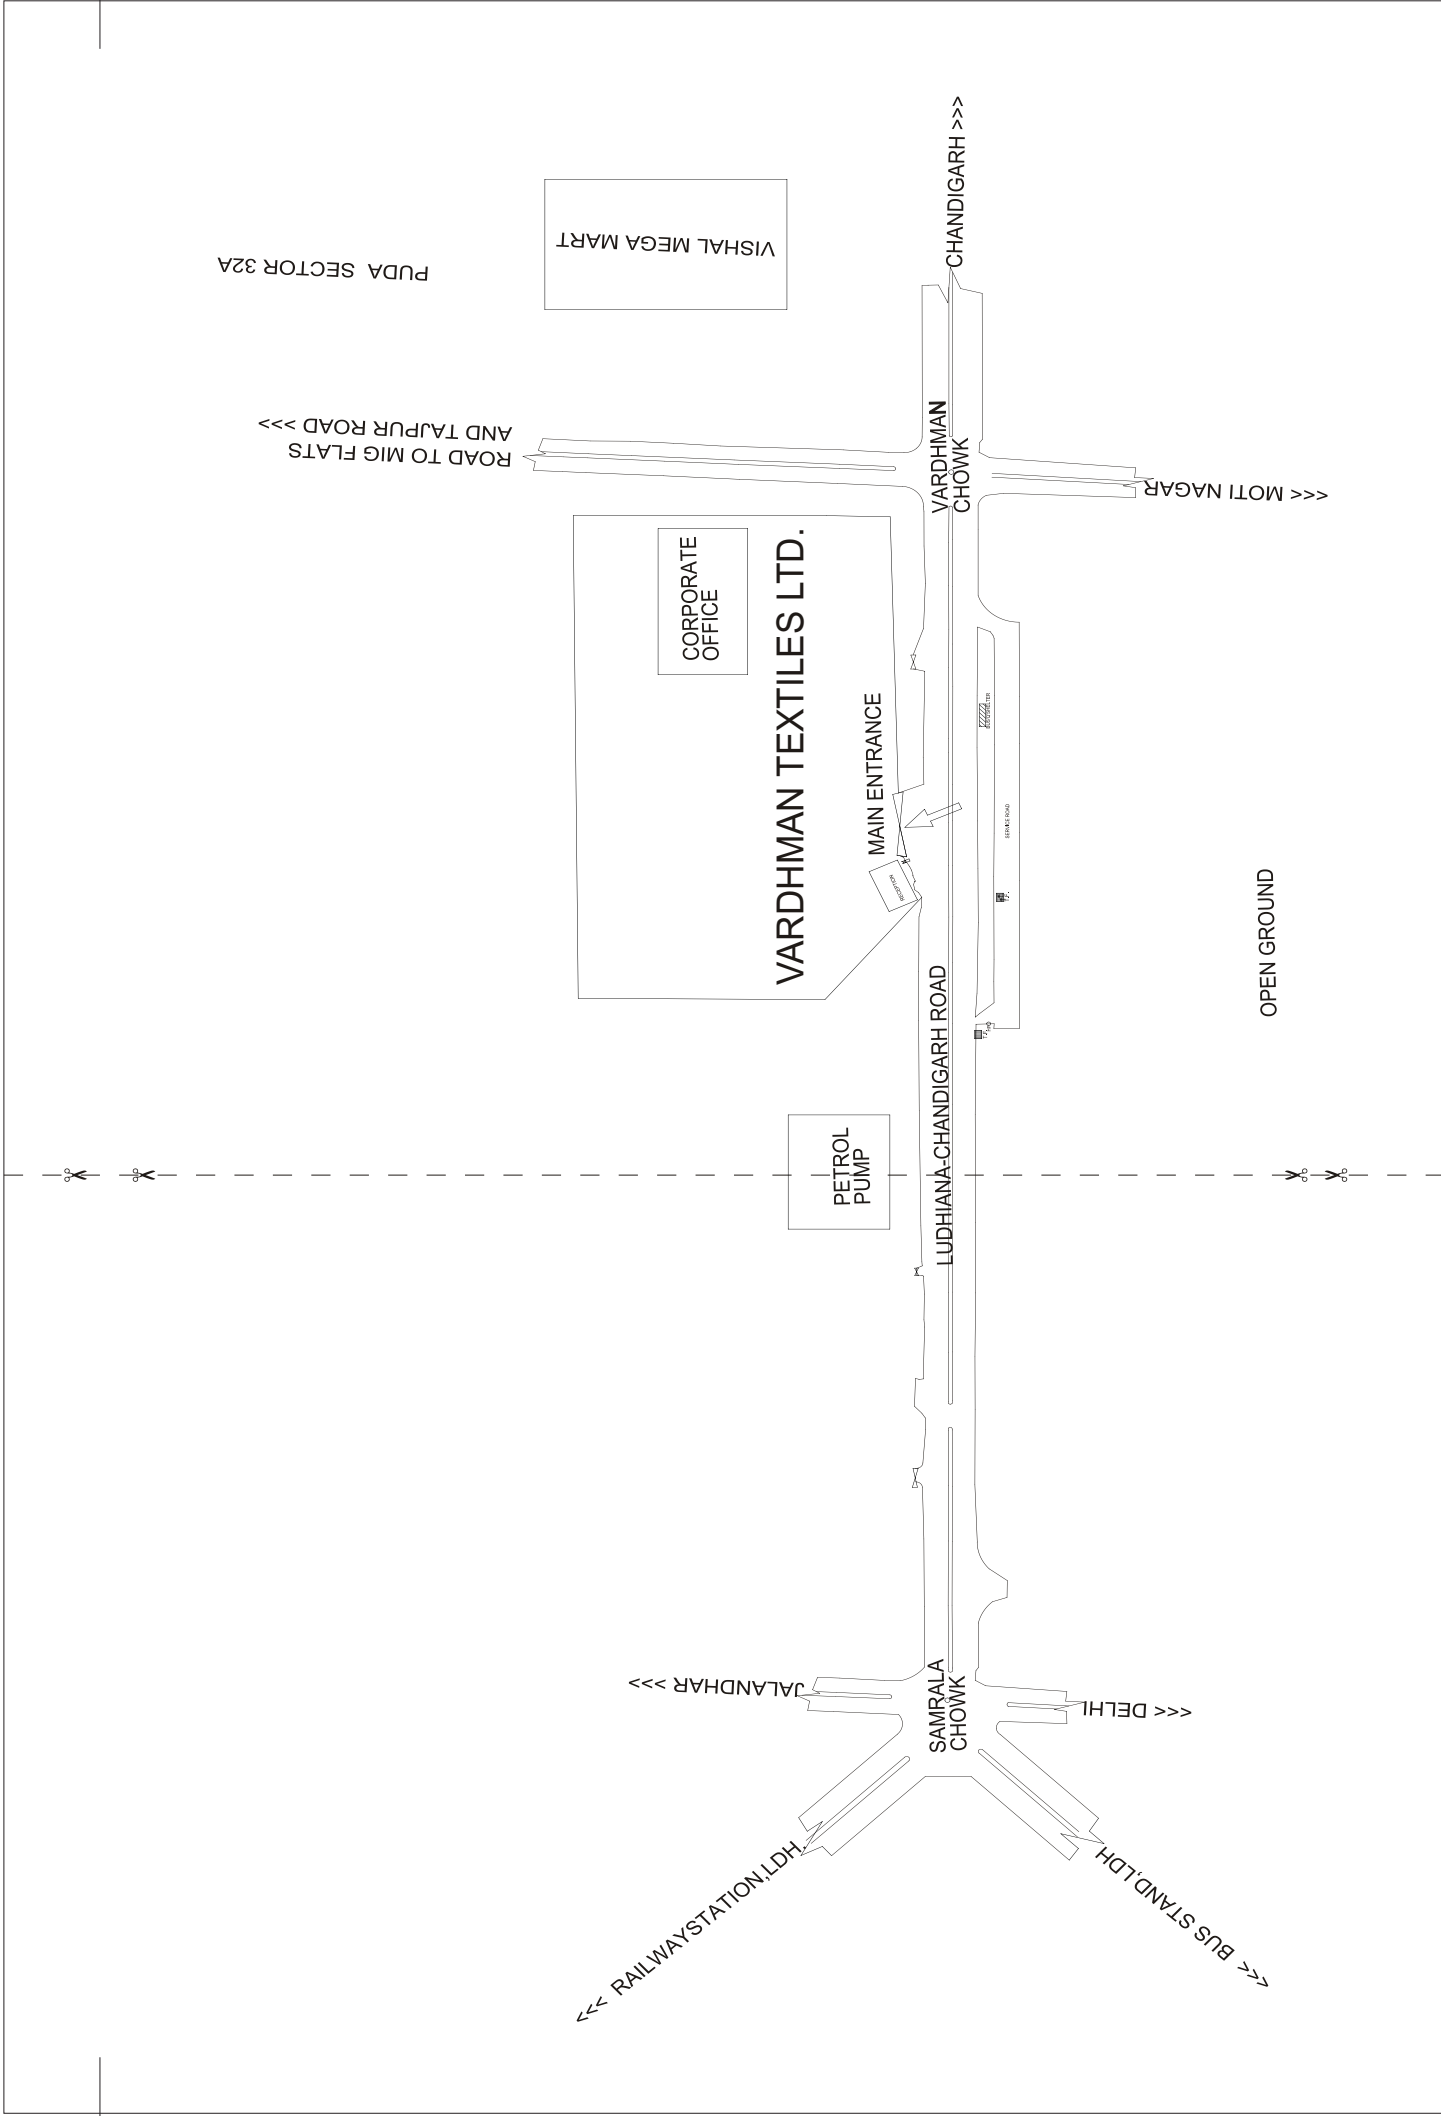 PUDA SECTOR 32A
VISHAL MEGA MART
CHANDIGARH >>>
ROAD TO MIG FLATS
AND TAJPUR ROAD >>>
VARDHMAN
CHOWK
<<< MOTI NAGAR
CORPORATE
OFFICE
VARDHMAN TEXTILES LTD.
MAIN ENTRANCE
RECEPTION
SERVICE ROAD
OPEN GROUND
LUDHIANA-CHANDIGARH ROAD
PETROL
PUMP
JALANDHAR >>>
SAMRALA
CHOWK
<<< DELHI
<<< RAILWAYSTATION,LDH.
<<< BUS STAND,LDH